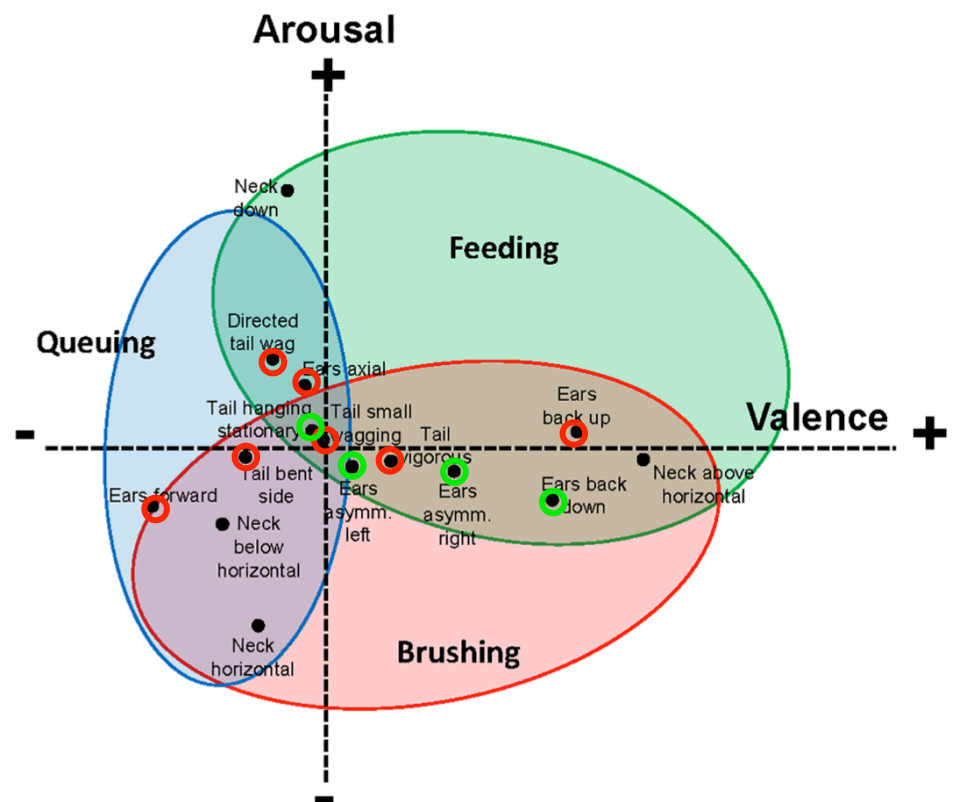 Arousal
+
Neck
down
Feeding
Queuing
Directed
tail wag
Ears axial
Tail hanging
stationary
Tail small
wagging
Tail
vigorous
Ears
back up
Valence
-
+
Tail bent
side
Ears forward
Neck
below
horizontal
Ears
asymm.
left
Ears
asymm.
right
Ears back
down
Neck above
horizontal
Neck
horizontal
Brushing
-